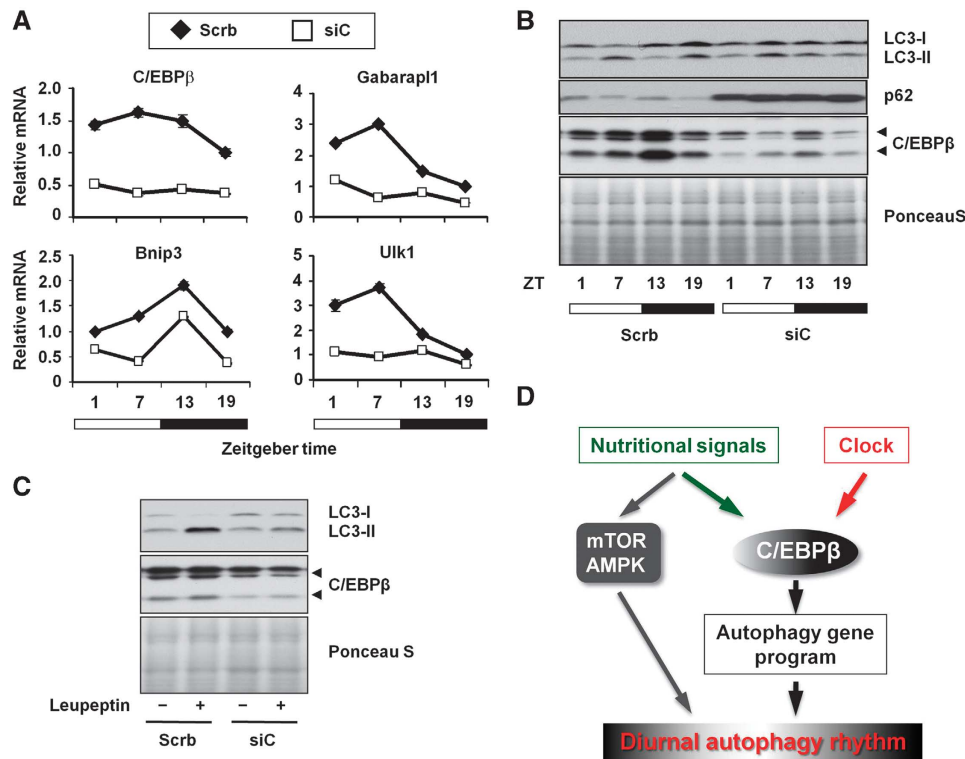 A
Scrb siC
C/EBPβ
Relative mRNA
2.0
1.5
1.0
0.5
0
Gabarapl1
4
3
2
1
0
Bnip3
Relative mRNA
2.5
2.0
1.5
1.0
0.5
0
1 7 13 19
Ulk1
5
4
3
2
1
0
1 7 13 19
Zeitgeber time
B
LC3-I
LC3-II
p62
C/EBPβ
PonceauS
ZT 1 7 13 19 1 7 13 19
Scrb siC
C
LC3-I
LC3-II
C/EBPβ
Ponceau S
Leupeptin − + − +
Scrb siC
D
Nutritional signals
Clock
mTOR
AMPK
C/EBPβ
Autophagy gene
program
Diurnal autophagy rhythm